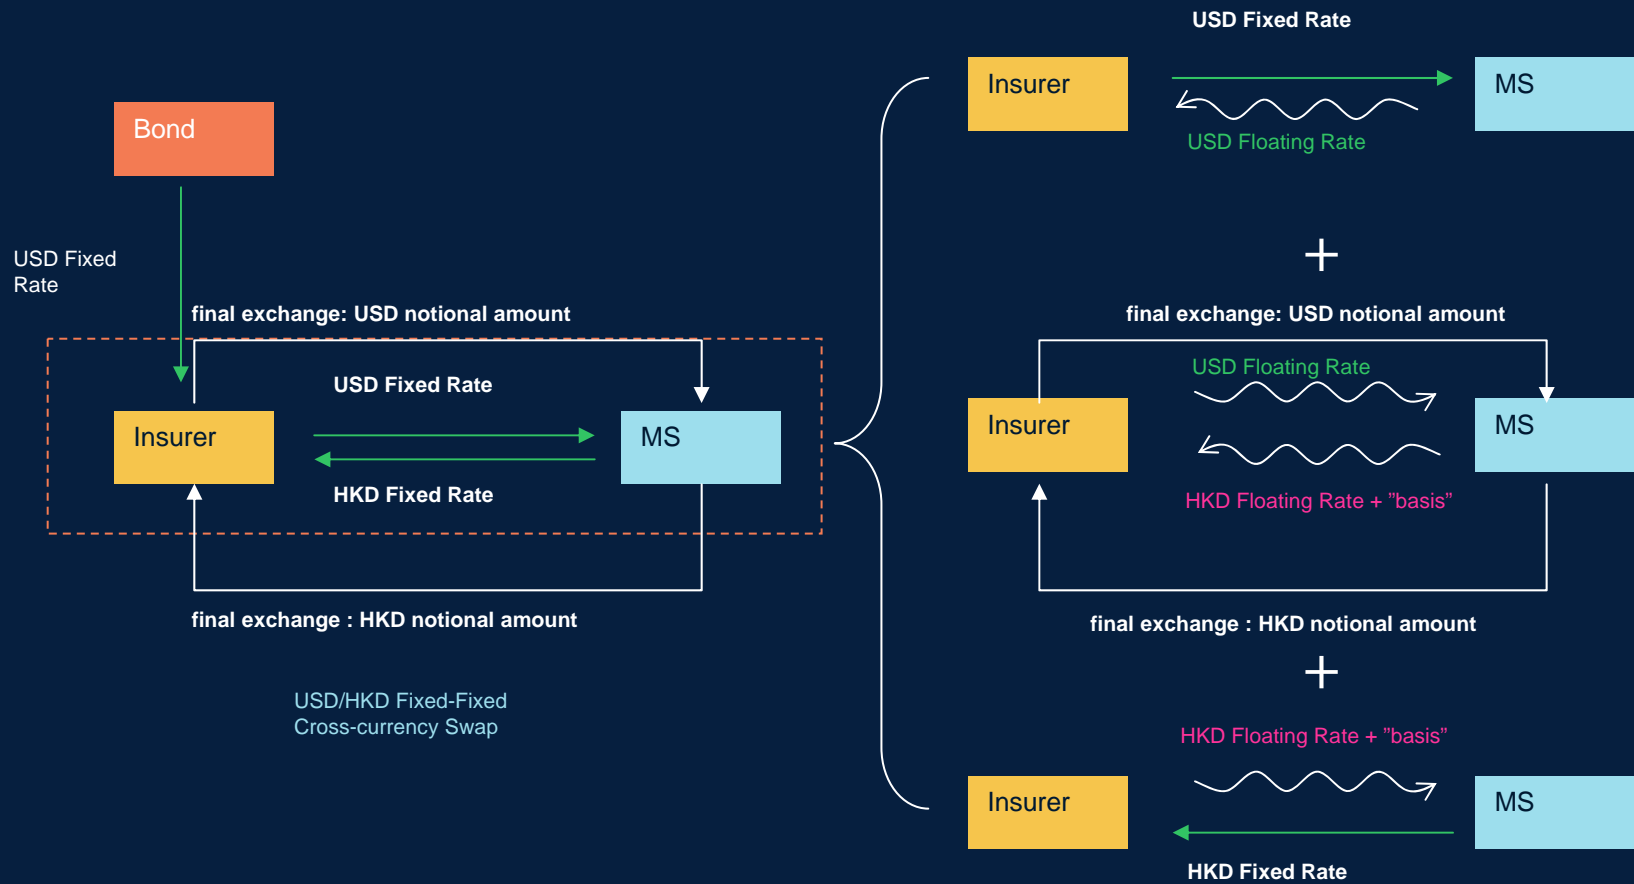 Bond
USD Fixed
Rate
final exchange: USD notional amount
USD Fixed Rate
Insurer
MS
HKD Fixed Rate
final exchange : HKD notional amount
USD/HKD Fixed-Fixed
Cross-currency Swap
USD Fixed Rate
Insurer
MS
USD Floating Rate
+
final exchange: USD notional amount
USD Floating Rate
Insurer
MS
HKD Floating Rate + ”basis”
final exchange : HKD notional amount
+
HKD Floating Rate + ”basis”
Insurer
MS
HKD Fixed Rate